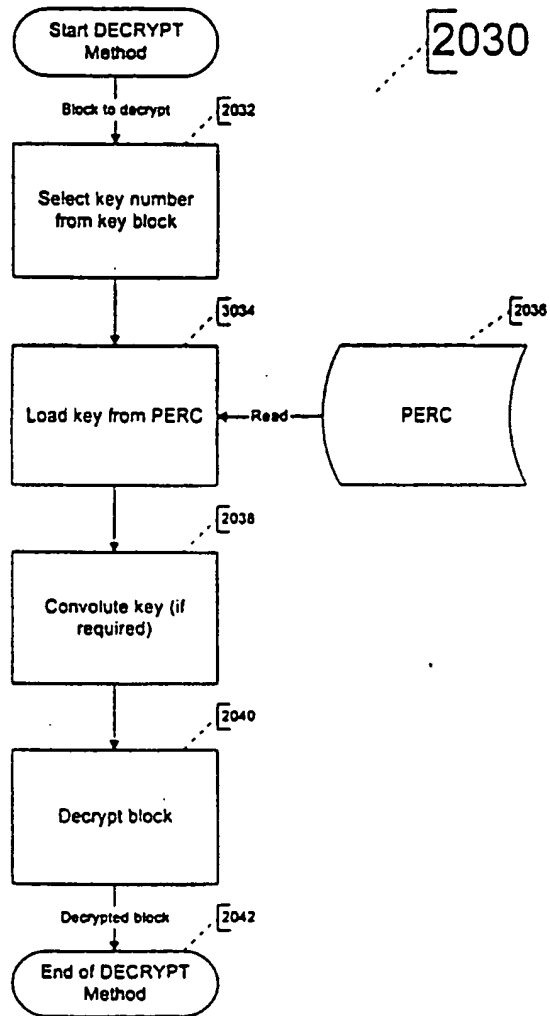 Start DECRYPT
Method
2030
Block to decrypt
2032
Select key number
from key block
3034
2036
Load key from PERC
Read
PERC
2038
Convolute key (if
required)
2040
Decrypt block
Decrypted block
2042
End of DECRYPT
Method